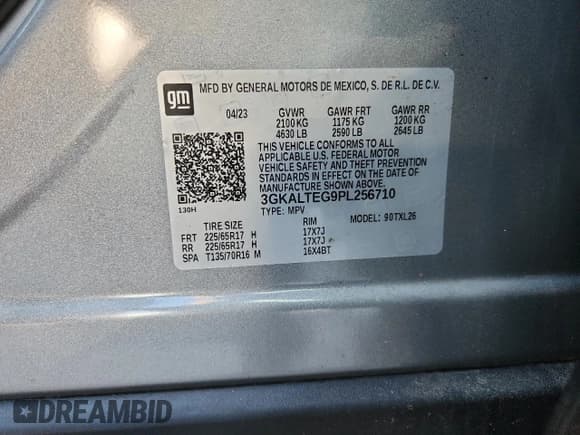 gm
MFD BY GENERAL MOTORS DE MEXICO, S. DE R.L. DE C.V.
04/23 GVWR GAWR FRT GAWR RR
2100 KG 1175 KG 1200 KG
4630 LB 2590 LB 2645 LB
THIS VEHICLE CONFORMS TO ALL
APPLICABLE U.S. FEDERAL MOTOR
VEHICLE SAFETY AND THEFT PREVENTION
STANDARDS IN EFFECT ON THE DATE OF
MANUFACTURE SHOWN ABOVE.
3GKALTEG9PL256710
130H TYPE: MPV MODEL: 90TXL26
TIRE SIZE RIM
FRT 225/65R17 H 17X7J
RR 225/65R17 H 17X7J
SPA T135/70R16 M 16X4BT
DREAMBID